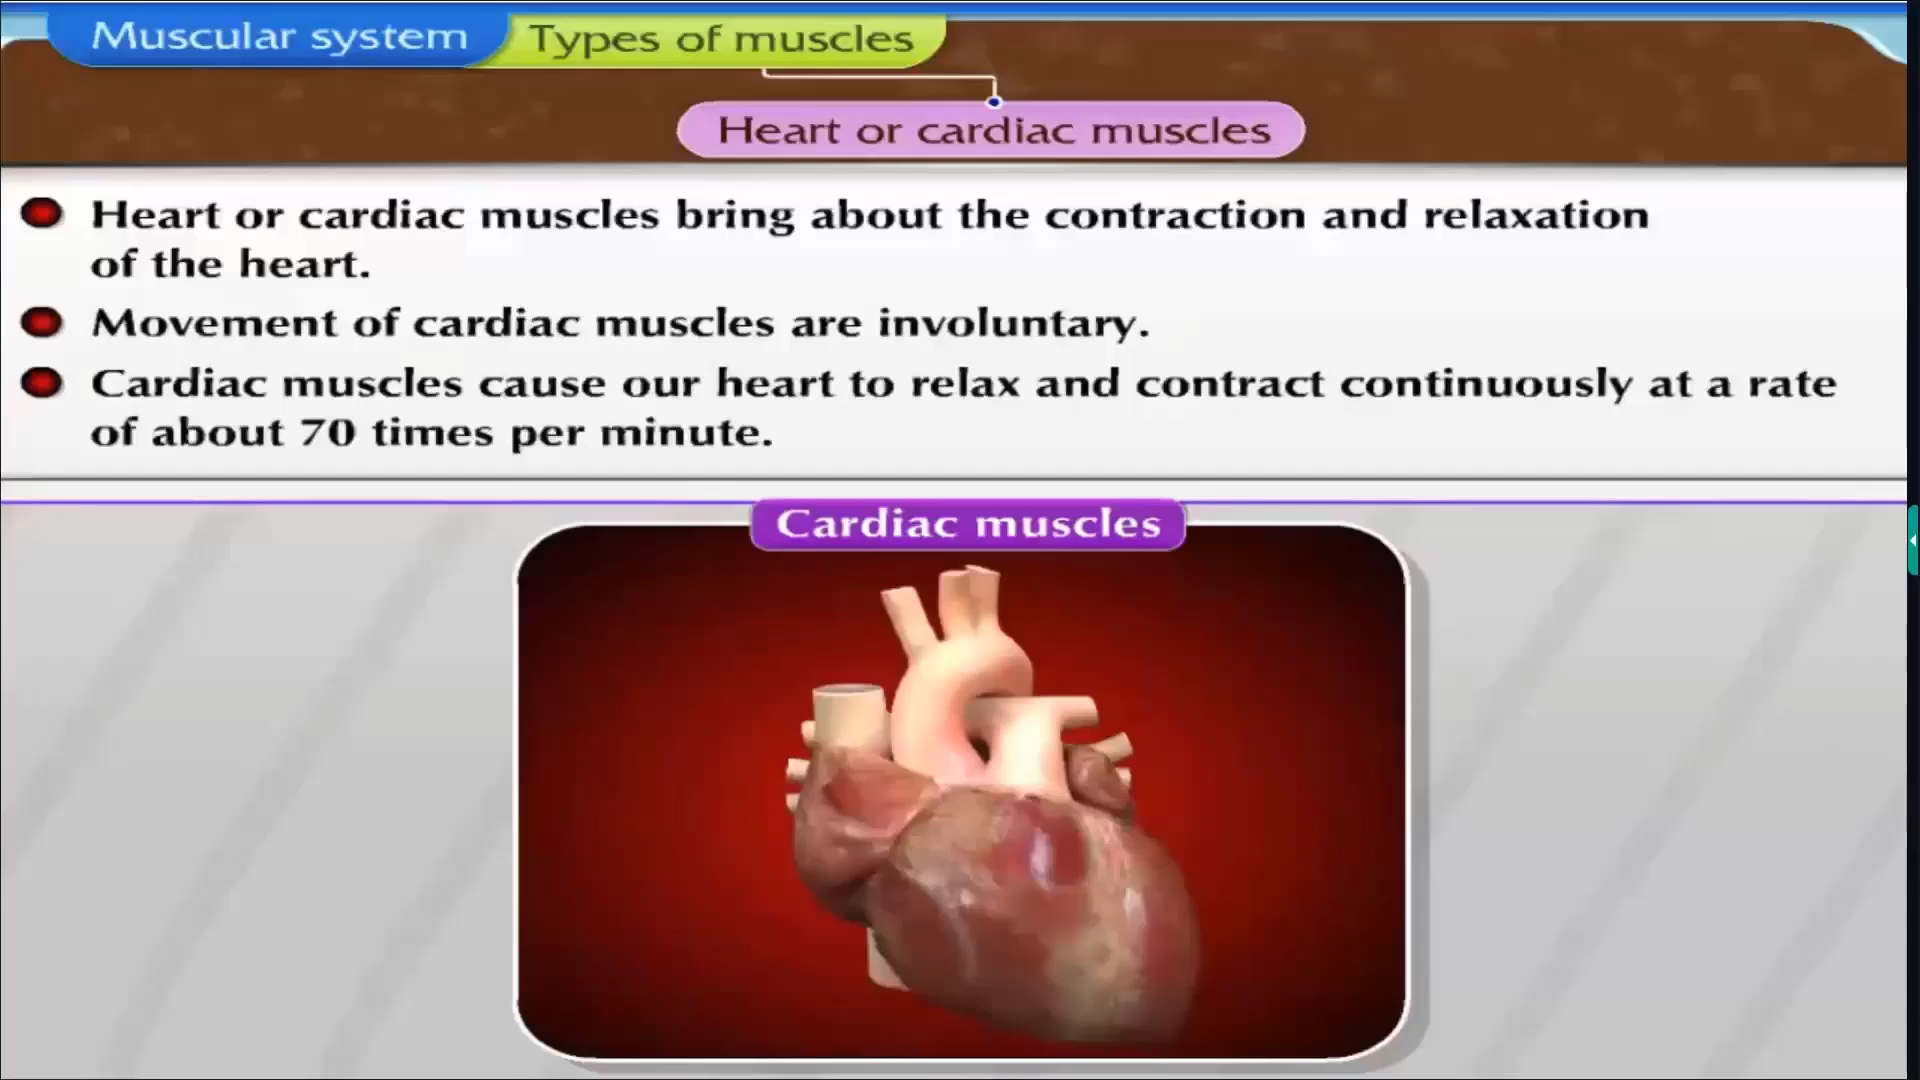 Muscular system
Types of muscles
Heart or cardiac muscles
Heart or cardiac muscles bring about the contraction and relaxation
of the heart.
Movement of cardiac muscles are involuntary.
Cardiac muscles cause our heart to relax and contract continuously at a rate
of about 70 times per minute.
Cardiac muscles